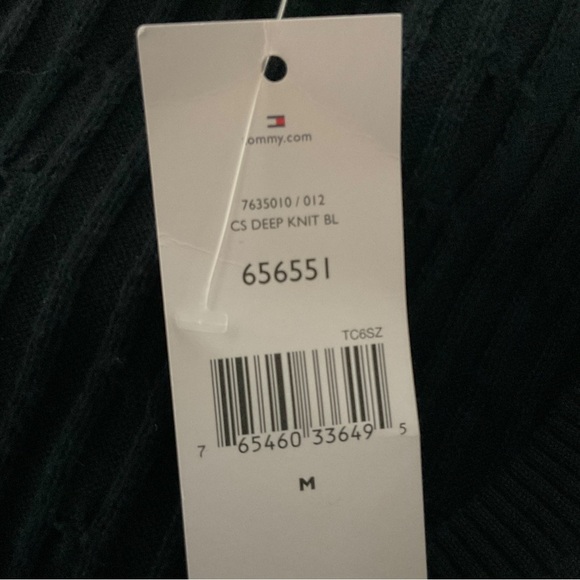 ommy.com
7635010 / 012
CS DEEP KNIT BL
656551
TC6SZ
7 65460 33649 5
M